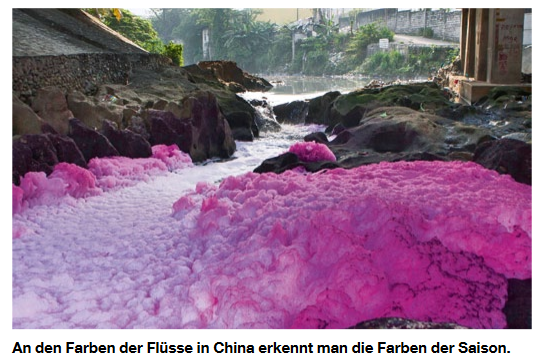 An den Farben der Flüsse in China erkennt man die Farben der Saison.